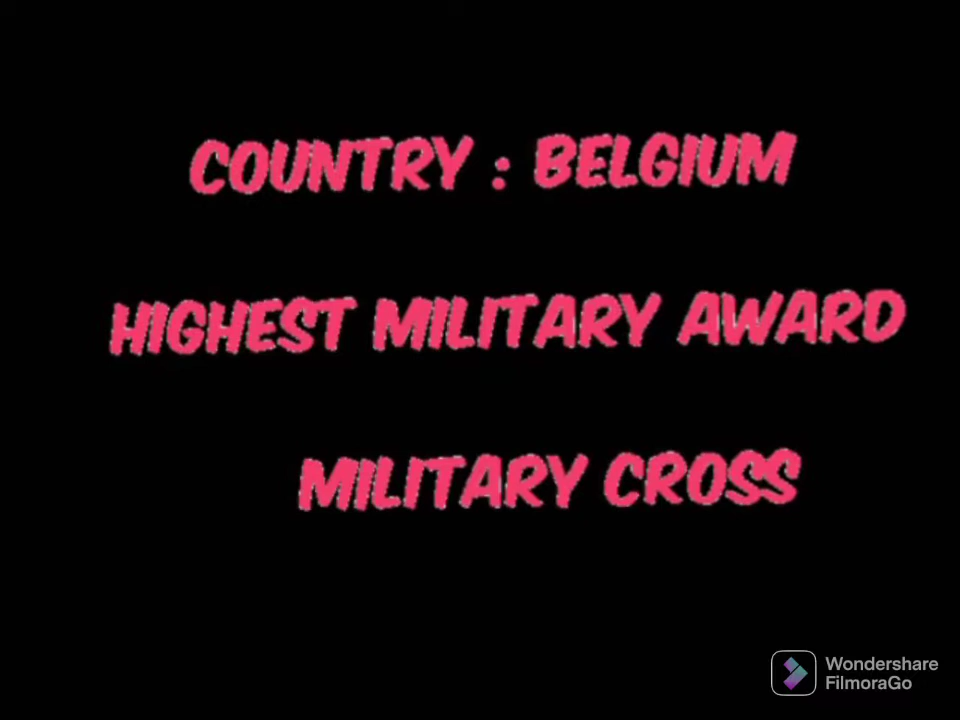 COUNTRY : BELGIUM
HIGHEST MILITARY AWARD
MILITARY CROSS
Wondershare
FilmoraGo